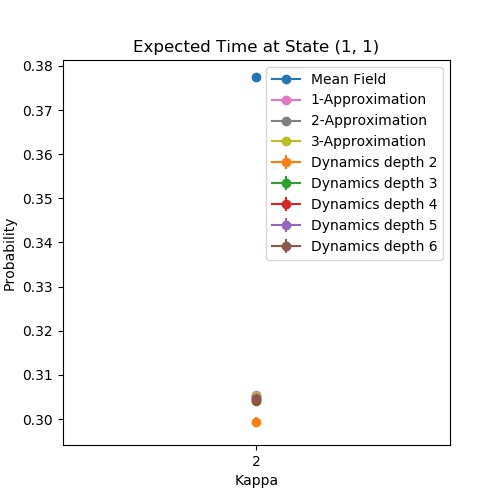 Expected Time at State (1, 1)
0.38
0.37
0.36
0.35
0.34
0.33
0.32
0.31
0.30
Probability
Mean Field
1-Approximation
2-Approximation
3-Approximation
Dynamics depth 2
Dynamics depth 3
Dynamics depth 4
Dynamics depth 5
Dynamics depth 6
2
Kappa